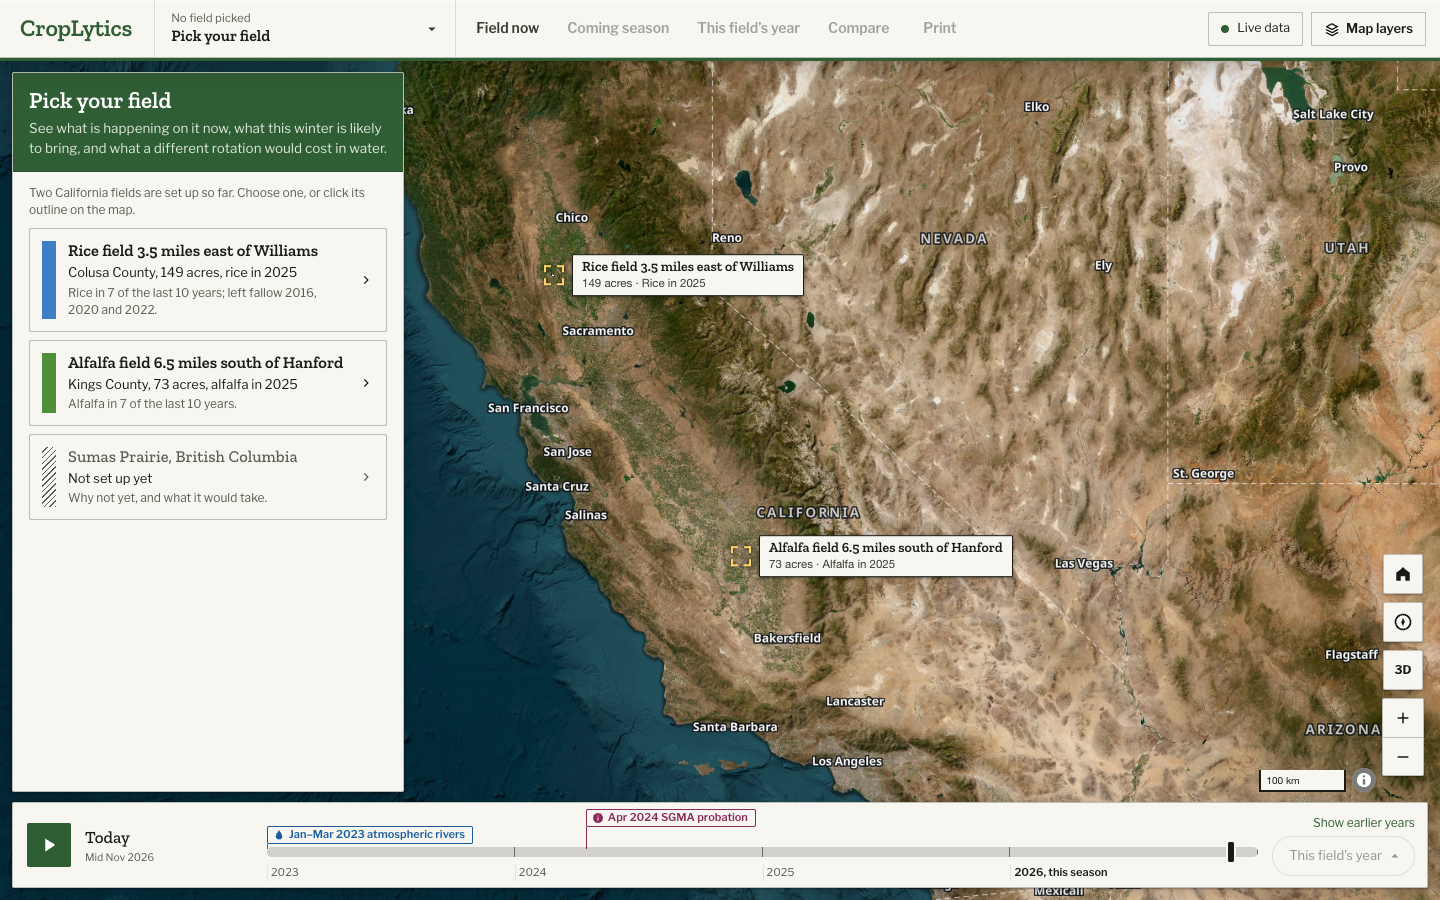 CropLytics
No field picked
Pick your field
Field now
Coming season
This field's year
Compare
Print
Live data
Map layers
Pick your field
See what is happening on it now, what this winter is likely
to bring, and what a different rotation would cost in water.
Two California fields are set up so far. Choose one, or click its
outline on the map.
Rice field 3.5 miles east of Williams
Colusa County, 149 acres, rice in 2025
Rice in 7 of the last 10 years; left fallow 2016,
2020 and 2022.
Alfalfa field 6.5 miles south of Hanford
Kings County, 73 acres, alfalfa in 2025
Alfalfa in 7 of the last 10 years.
Sumas Prairie, British Columbia
Not set up yet
Why not yet, and what it would take.
ka
Elko
Salt Lake City
Provo
Chico
Reno
NEVADA
UTAH
Ely
Rice field 3.5 miles east of Williams
149 acres · Rice in 2025
Sacramento
San Francisco
San Jose
St. George
Santa Cruz
Salinas
CALIFORNIA
Alfalfa field 6.5 miles south of Hanford
73 acres · Alfalfa in 2025
Las Vegas
Bakersfield
Flagstaff
3D
Lancaster
Santa Barbara
ARIZONA
Los Angeles
100 km
Today
Mid Nov 2026
Jan–Mar 2023 atmospheric rivers
Apr 2024 SGMA probation
2023
2024
2025
2026, this season
Show earlier years
This field's year
Mexicali